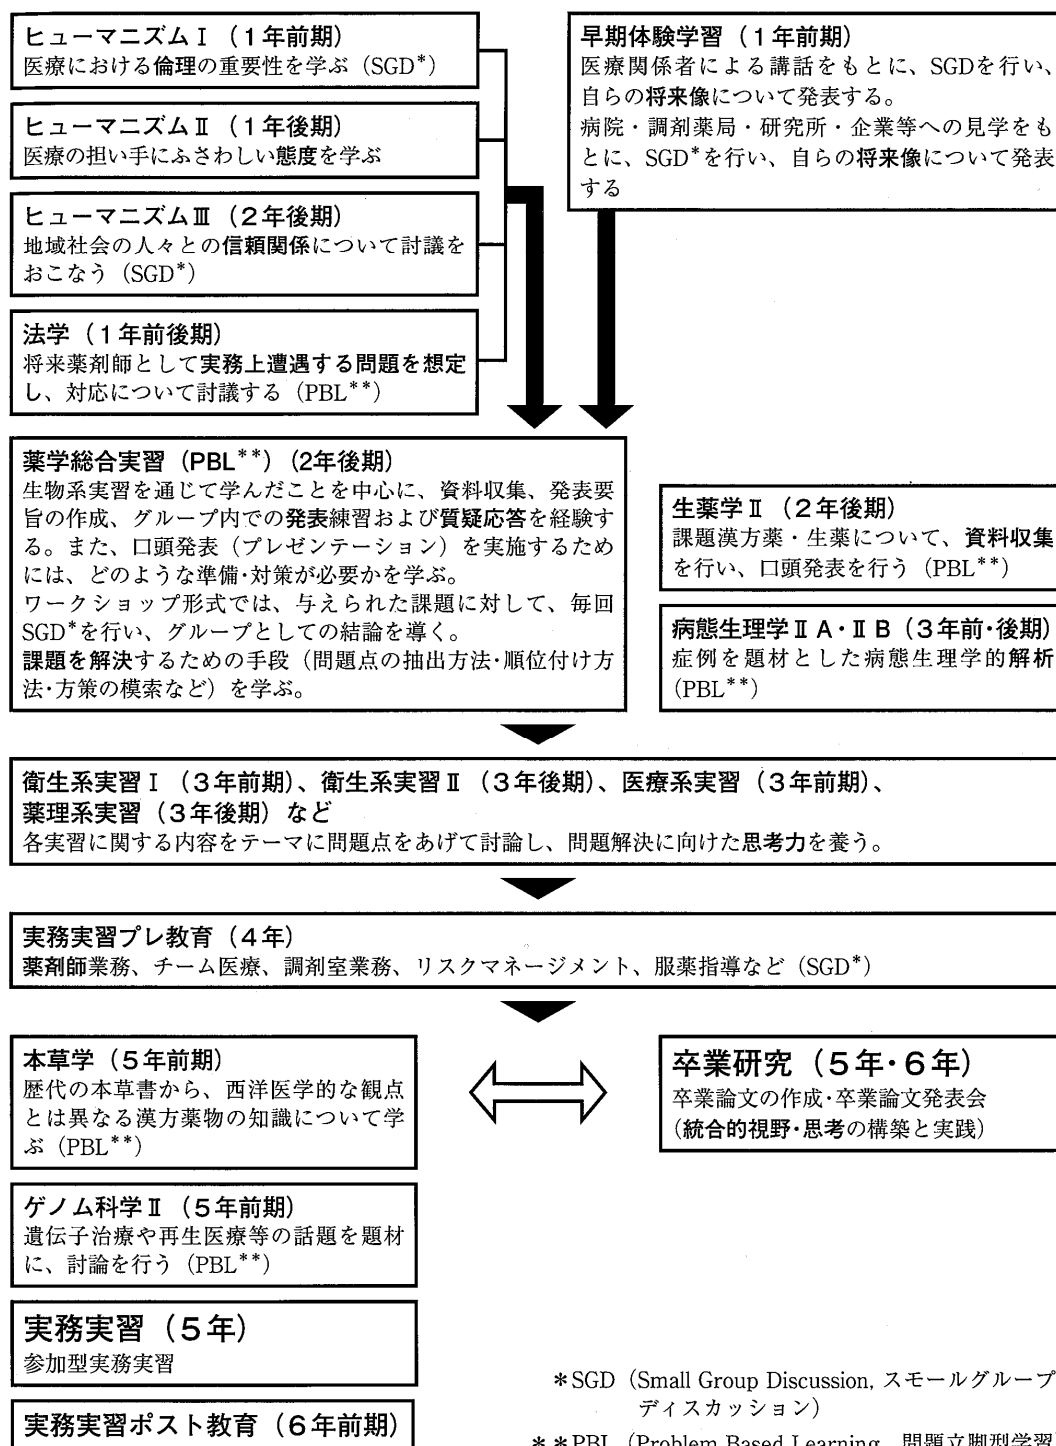 ヒューマニズムⅠ（１年前期）
医療における倫理の重要性を学ぶ（SGD*）
ヒューマニズムⅡ（１年後期）
医療の担い手にふさわしい態度を学ぶ
ヒューマニズムⅢ（２年後期）
地域社会の人々との信頼関係について討議を
おこなう（SGD*）
法学（１年前後期）
将来薬剤師として実務上遭遇する問題を想定
し、対応について討議する（PBL**）
早期体験学習（１年前期）
医療関係者による講話をもとに、SGDを行い、
自らの将来像について発表する。
病院・調剤薬局・研究所・企業等への見学をも
とに、SGD*を行い、自らの将来像について発表
する
薬学総合実習（PBL**）（2年後期）
生物系実習を通じて学んだことを中心に、資料収集、発表要
旨の作成、グループ内での発表練習および質疑応答を経験す
る。また、口頭発表（プレゼンテーション）を実施するため
には、どのような準備･対策が必要かを学ぶ。
ワークショップ形式では、与えられた課題に対して、毎回
SGD*を行い、グループとしての結論を導く。
課題を解決するための手段（問題点の抽出方法･順位付け方
法･方策の模索など）を学ぶ。
生薬学Ⅱ（２年後期）
課題漢方薬・生薬について、資料収集
を行い、口頭発表を行う（PBL**）
病態生理学ⅡA・ⅡB（３年前･後期）
症例を題材とした病態生理学的解析
（PBL**）
衛生系実習Ⅰ（３年前期）、衛生系実習Ⅱ（３年後期）、医療系実習（３年前期）、
薬理系実習（３年後期）など
各実習に関する内容をテーマに問題点をあげて討論し、問題解決に向けた思考力を養う。
実務実習プレ教育（４年）
薬剤師業務、チーム医療、調剤室業務、リスクマネージメント、服薬指導など（SGD*）
本草学（５年前期）
歴代の本草書から、西洋医学的な観点
とは異なる漢方薬物の知識について学
ぶ（PBL**）
卒業研究（５年･６年）
卒業論文の作成･卒業論文発表会
（統合的視野･思考の構築と実践）
ゲノム科学Ⅱ（５年前期）
遺伝子治療や再生医療等の話題を題材
に、討論を行う（PBL**）
実務実習（５年）
参加型実務実習
実務実習ポスト教育（６年前期）
＊SGD（Small Group Discussion, スモールグループ
ディスカッション）
＊＊PBL（Problem Based Learning, 問題立脚型学習